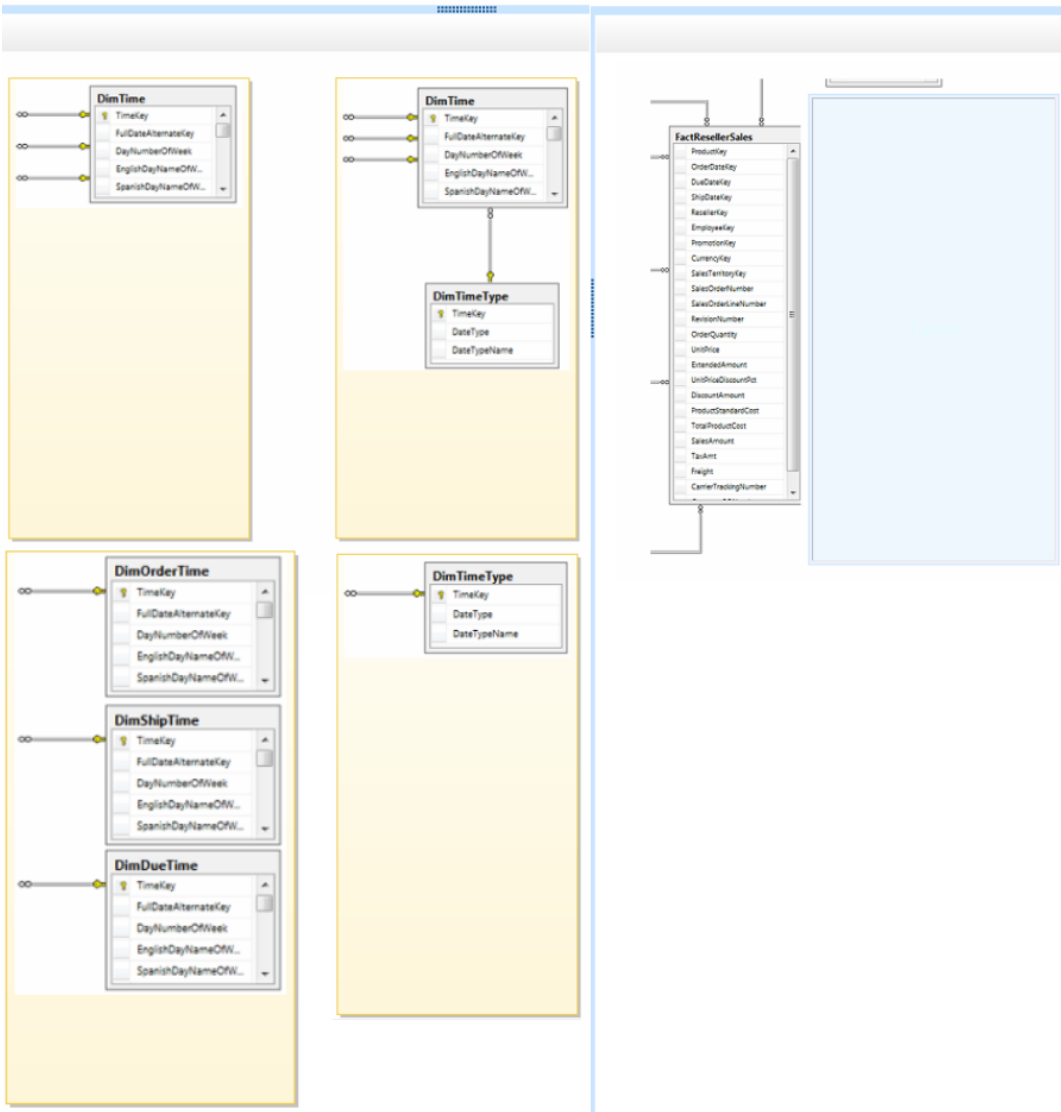 DimTime
TimeKey
FullDateAlternateKey
DayNumberOfWeek
EnglishDayNameOfW...
SpanishDayNameOfW...
DimTime
TimeKey
FullDateAlternateKey
DayNumberOfWeek
EnglishDayNameOfW...
SpanishDayNameOfW...
DimTimeType
TimeKey
DateType
DateTypeName
DimOrderTime
TimeKey
FullDateAlternateKey
DayNumberOfWeek
EnglishDayNameOfW...
SpanishDayNameOfW...
DimShipTime
TimeKey
FullDateAlternateKey
DayNumberOfWeek
EnglishDayNameOfW...
SpanishDayNameOfW...
DimDueTime
TimeKey
FullDateAlternateKey
DayNumberOfWeek
EnglishDayNameOfW...
SpanishDayNameOfW...
DimTimeType
TimeKey
DateType
DateTypeName
FactResellerSales
ProductKey
OrderDateKey
DueDateKey
ShipDateKey
ResellerKey
EmployeeKey
PromotionKey
CurrencyKey
SalesTerritoryKey
SalesOrderNumber
SalesOrderLineNumber
RevisionNumber
OrderQuantity
UnitPrice
ExtendedAmount
UnitPriceDiscountPct
DiscountAmount
ProductStandardCost
TotalProductCost
SalesAmount
TaxAmt
Freight
CarrierTrackingNumber